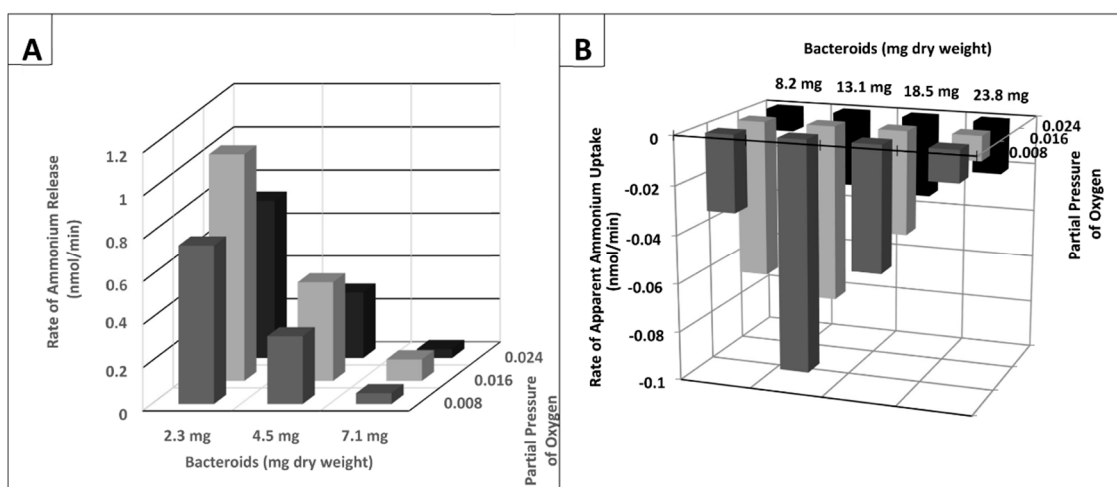 A
1.2
1
0.8
0.6
0.4
0.2
0
Rate of Ammonium Release
(nmol/min)
2.3 mg
4.5 mg
7.1 mg
Bacteroids (mg dry weight)
0.024
0.016
0.008
Partial Pressure
of Oxygen
B
Bacteroids (mg dry weight)
8.2 mg
13.1 mg
18.5 mg
23.8 mg
0
-0.02
-0.04
-0.06
-0.08
-0.1
Rate of Apparent Ammonium Uptake
(nmol/min)
0.024
0.016
0.008
Partial Pressure
of Oxygen